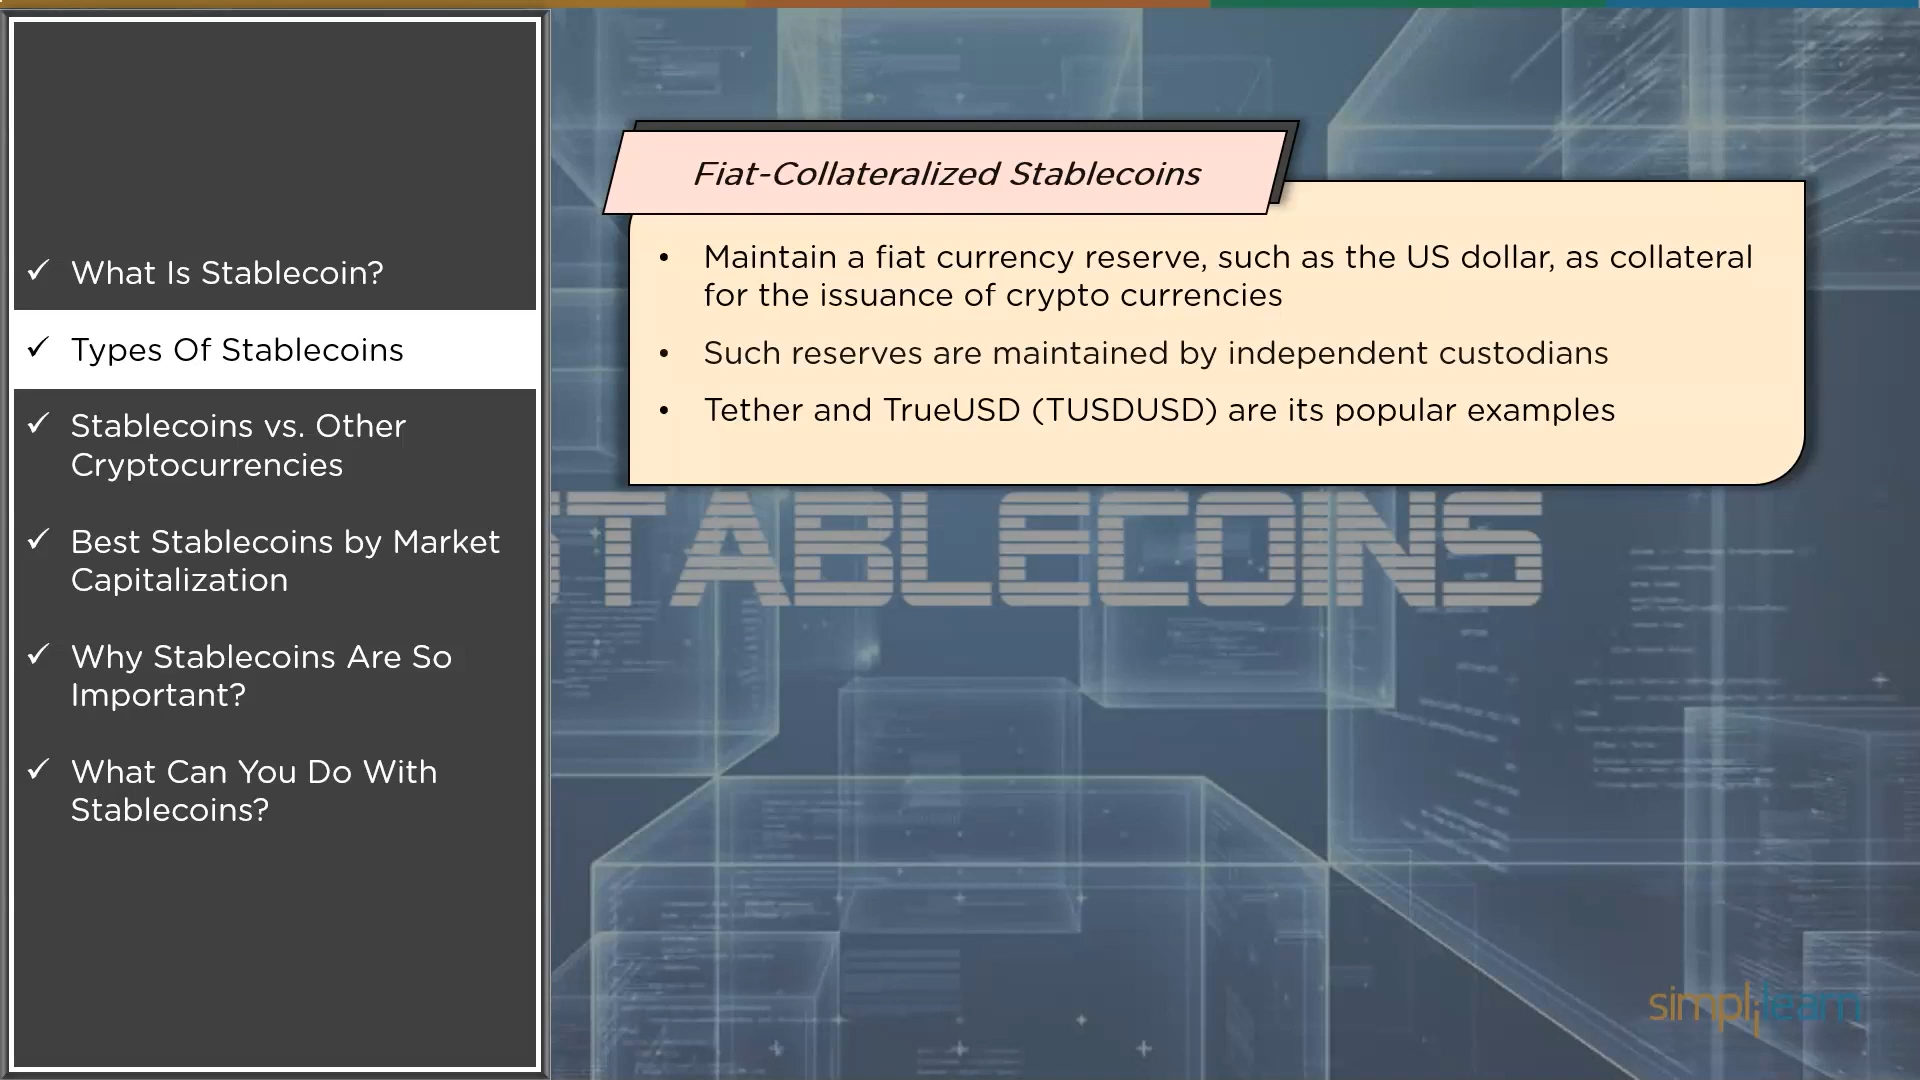 ✓ What Is Stablecoin?
✓ Types Of Stablecoins
✓ Stablecoins vs. Other
Cryptocurrencies
✓ Best Stablecoins by Market
Capitalization
✓ Why Stablecoins Are So
Important?
✓ What Can You Do With
Stablecoins?
Fiat-Collateralized Stablecoins
• Maintain a fiat currency reserve, such as the US dollar, as collateral
for the issuance of crypto currencies
• Such reserves are maintained by independent custodians
• Tether and TrueUSD (TUSDUSD) are its popular examples
STABLECOINS
simplilearn